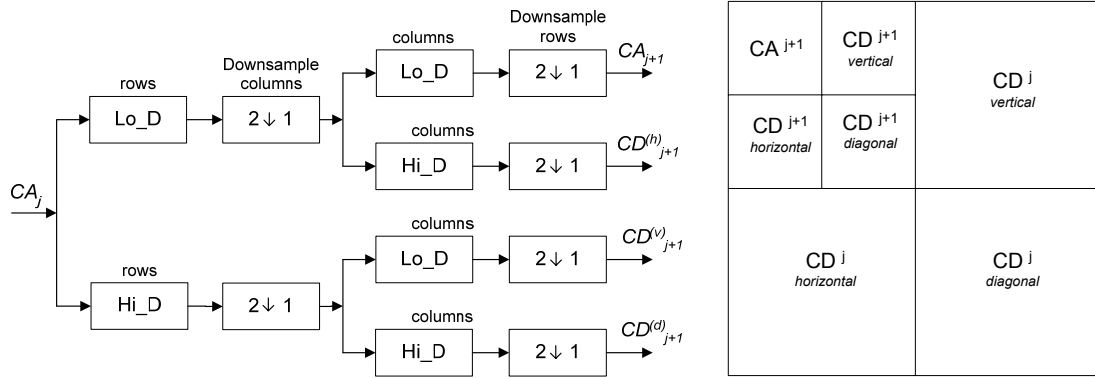 Downsample
rows
columns
CA j+1
Lo_D
2↓ 1
rows
Downsample
columns
Lo_D
2↓ 1
columns
Hi_D
2↓ 1
CD(h) j+1
CAj
columns
Lo_D
2↓ 1
CD(v) j+1
rows
Hi_D
2↓ 1
columns
Hi_D
2↓ 1
CD(d) j+1
CA j+1
CD j+1
vertical
CD j
vertical
CD j+1
horizontal
CD j+1
diagonal
CD j
horizontal
CD j
diagonal